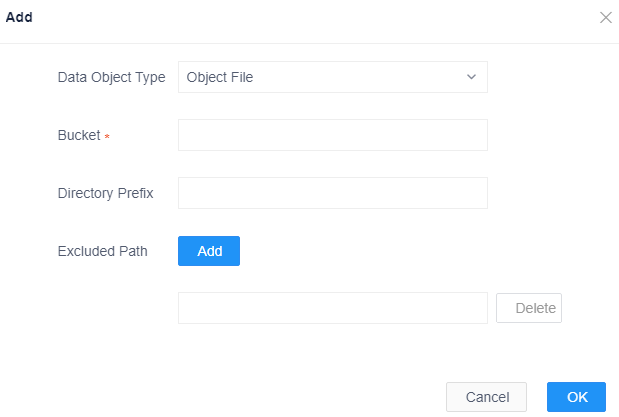 Add
Data Object Type Object File
Bucket *
Directory Prefix
Excluded Path Add
Delete
Cancel OK